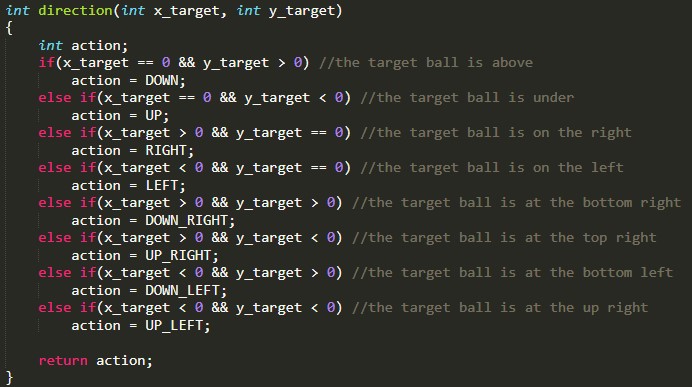 int direction(int x_target, int y_target)
{
    int action;
    if(x_target == 0 && y_target > 0) //the target ball is above
        action = DOWN;
    else if(x_target == 0 && y_target < 0) //the target ball is under
        action = UP;
    else if(x_target > 0 && y_target == 0) //the target ball is on the right
        action = RIGHT;
    else if(x_target < 0 && y_target == 0) //the target ball is on the left
        action = LEFT;
    else if(x_target > 0 && y_target > 0) //the target ball is at the bottom right
        action = DOWN_RIGHT;
    else if(x_target > 0 && y_target < 0) //the target ball is at the top right
        action = UP_RIGHT;
    else if(x_target < 0 && y_target > 0) //the target ball is at the bottom left
        action = DOWN_LEFT;
    else if(x_target < 0 && y_target < 0) //the target ball is at the up right
        action = UP_LEFT;

    return action;
}